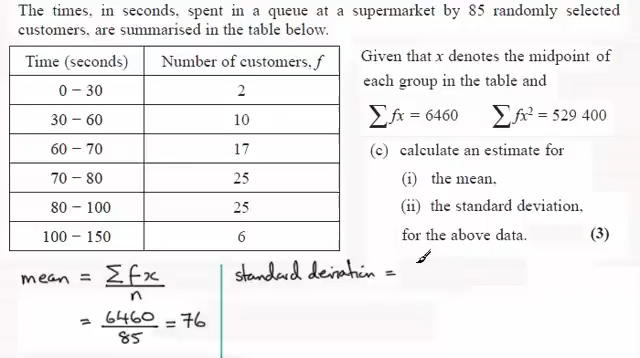 The times, in seconds, spent in a queue at a supermarket by 85 randomly selected
customers, are summarised in the table below.
Time (seconds) Number of customers, f
0 – 30 2
30 – 60 10
60 – 70 17
70 – 80 25
80 – 100 25
100 – 150 6
Given that x denotes the midpoint of
each group in the table and
∑fx = 6460 ∑fx² = 529 400
(c) calculate an estimate for
(i) the mean,
(ii) the standard deviation,
for the above data. (3)
mean = ∑fx/n
= 6460/85 = 76
standard deviation =